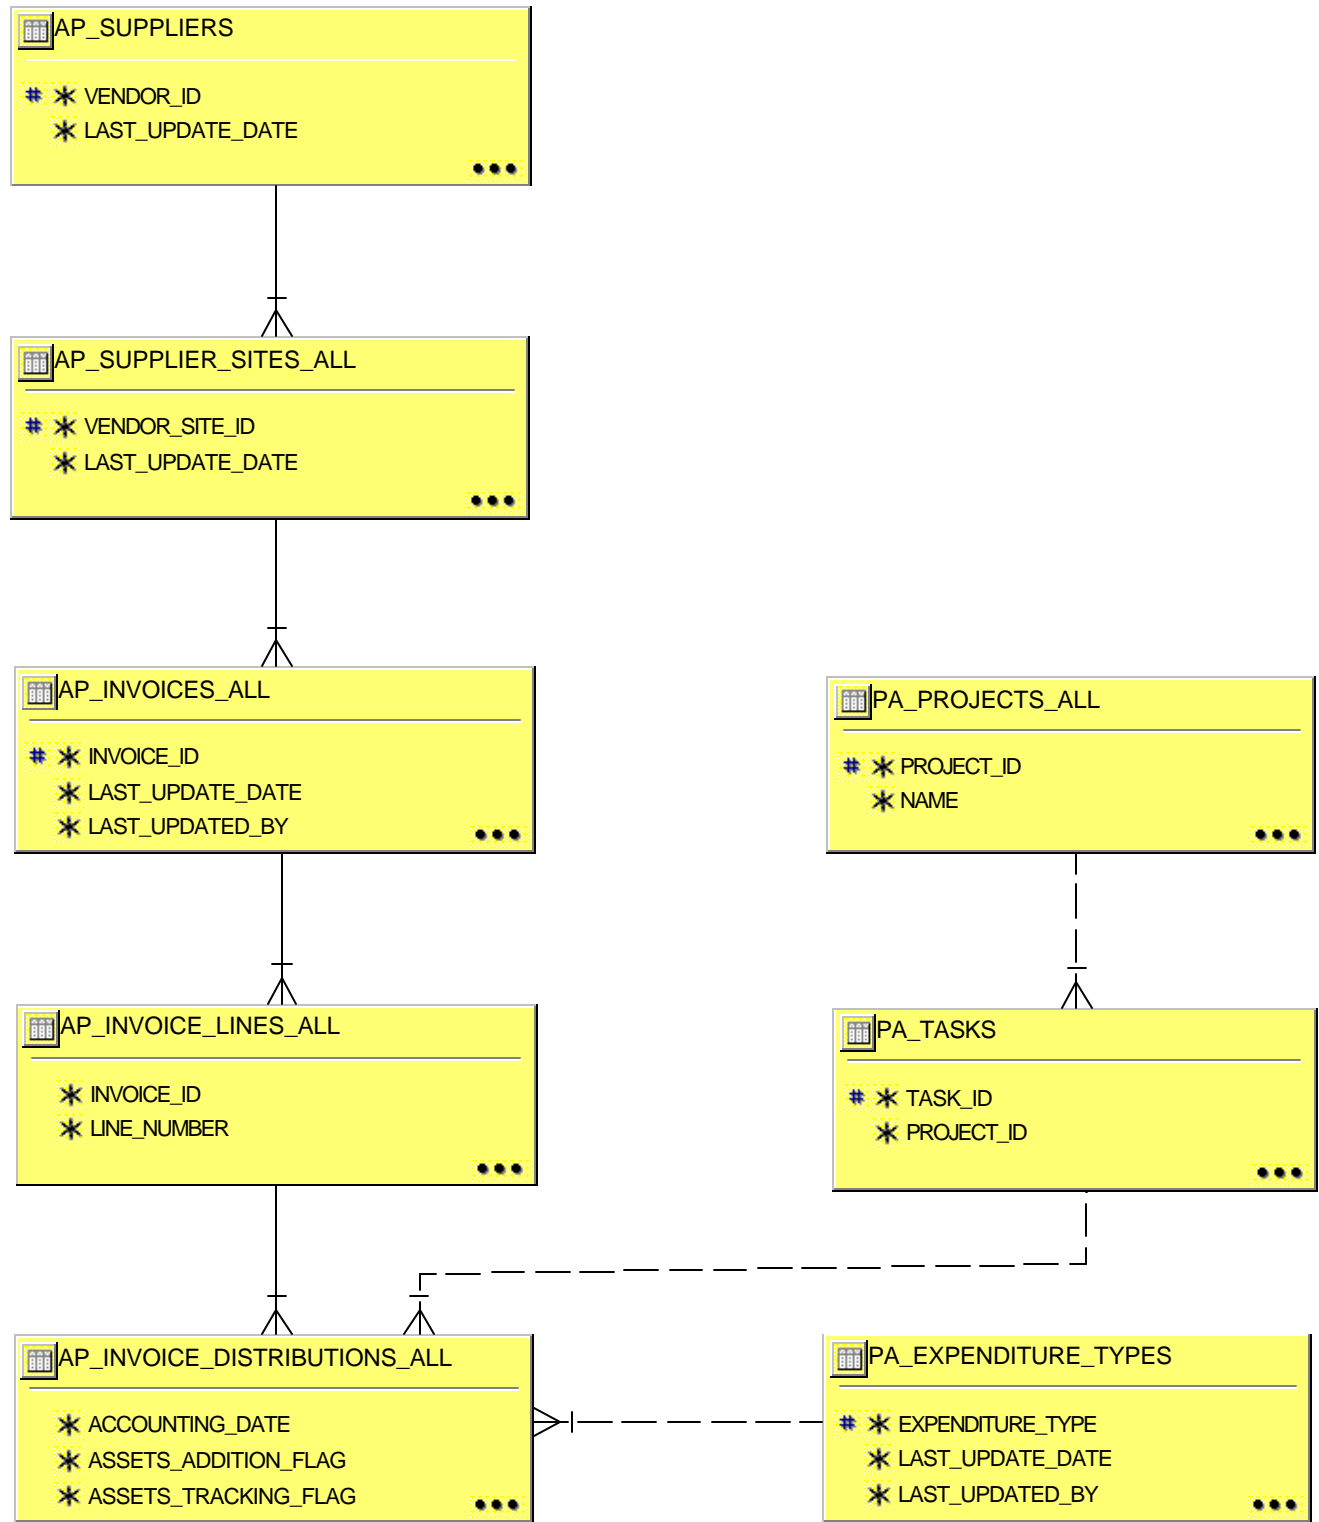 AP_SUPPLIERS
# * VENDOR_ID
* LAST_UPDATE_DATE
•••
AP_SUPPLIER_SITES_ALL
# * VENDOR_SITE_ID
* LAST_UPDATE_DATE
•••
AP_INVOICES_ALL
# * INVOICE_ID
* LAST_UPDATE_DATE
* LAST_UPDATED_BY
•••
PA_PROJECTS_ALL
# * PROJECT_ID
* NAME
•••
AP_INVOICE_LINES_ALL
* INVOICE_ID
* LINE_NUMBER
•••
PA_TASKS
# * TASK_ID
* PROJECT_ID
•••
AP_INVOICE_DISTRIBUTIONS_ALL
* ACCOUNTING_DATE
* ASSETS_ADDITION_FLAG
* ASSETS_TRACKING_FLAG
•••
PA_EXPENDITURE_TYPES
# * EXPENDITURE_TYPE
* LAST_UPDATE_DATE
* LAST_UPDATED_BY
•••